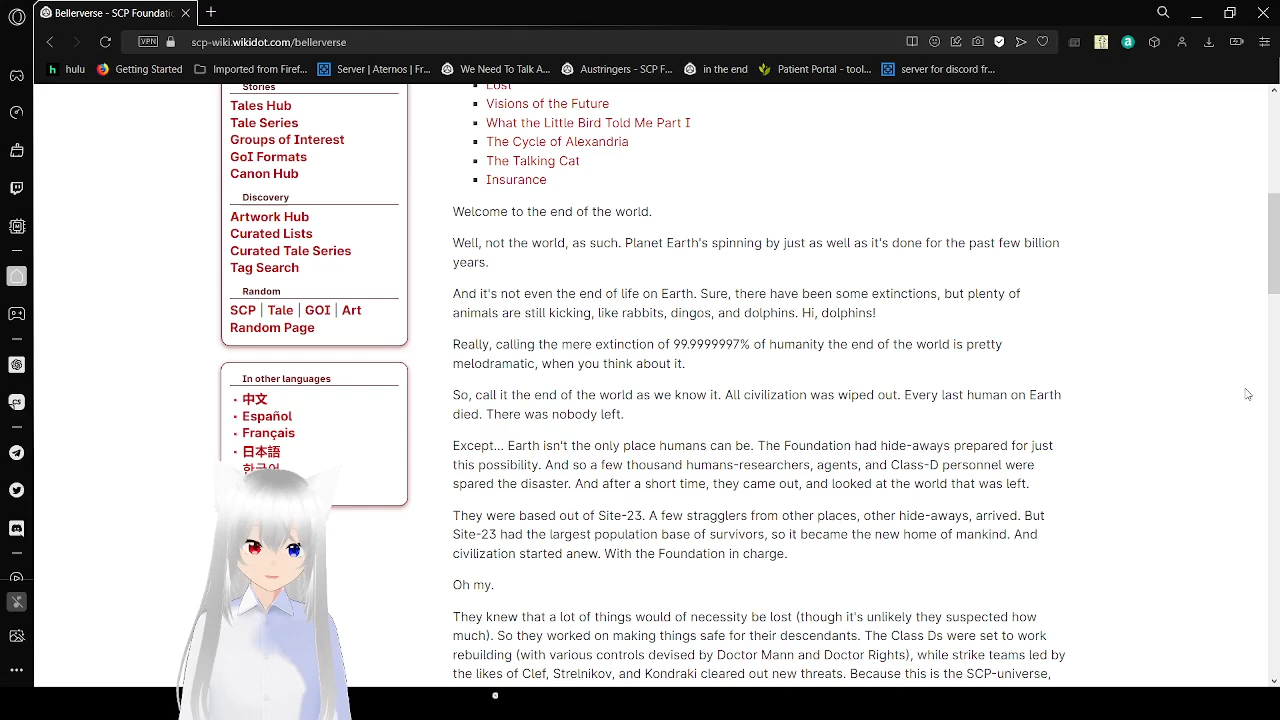 Bellerverse - SCP Foundatio
scp-wiki.wikidot.com/bellerverse
VPN
hulu
Getting Started
Imported from Firef...
Server | Aternos | Fr...
We Need To Talk A...
Austringers - SCP F...
in the end
Patient Portal - tool...
server for discord fr...
Stories
Tales Hub
Tale Series
Groups of Interest
GoI Formats
Canon Hub
Discovery
Artwork Hub
Curated Lists
Curated Tale Series
Tag Search
Random
SCP | Tale | GOI | Art
Random Page
In other languages
中文
Español
Français
日本語
한국어
Lost
Visions of the Future
What the Little Bird Told Me Part I
The Cycle of Alexandria
The Talking Cat
Insurance
Welcome to the end of the world.
Well, not the world, as such. Planet Earth's spinning by just as well as it's done for the past few billion
years.
And it's not even the end of life on Earth. Sure, there have been some extinctions, but plenty of
animals are still kicking, like rabbits, dingos, and dolphins. Hi, dolphins!
Really, calling the mere extinction of 99.9999997% of humanity the end of the world is pretty
melodramatic, when you think about it.
So, call it the end of the world as we know it. All civilization was wiped out. Every last human on Earth
died. There was nobody left.
Except... Earth isn't the only place humans can be. The Foundation had hide-aways prepared for just
this possibility. And so a few thousand humans-researchers, agents, and Class-D personnel were
spared the disaster. And after a short time, they came out, and looked at the world that was left.
They were based out of Site-23. A few stragglers from other places, other hide-aways, arrived. But
Site-23 had the largest population base of survivors, so it became the new home of mankind. And
civilization started anew. With the Foundation in charge.
Oh my.
They knew that a lot of things would of necessity be lost (though it's unlikely they suspected how
much). So they worked on making things safe for their descendants. The Class Ds were set to work
rebuilding (with various controls devised by Doctor Mann and Doctor Rights), while strike teams led by
the likes of Clef, Strelnikov, and Kondraki cleared out new threats. Because this is the SCP-universe,